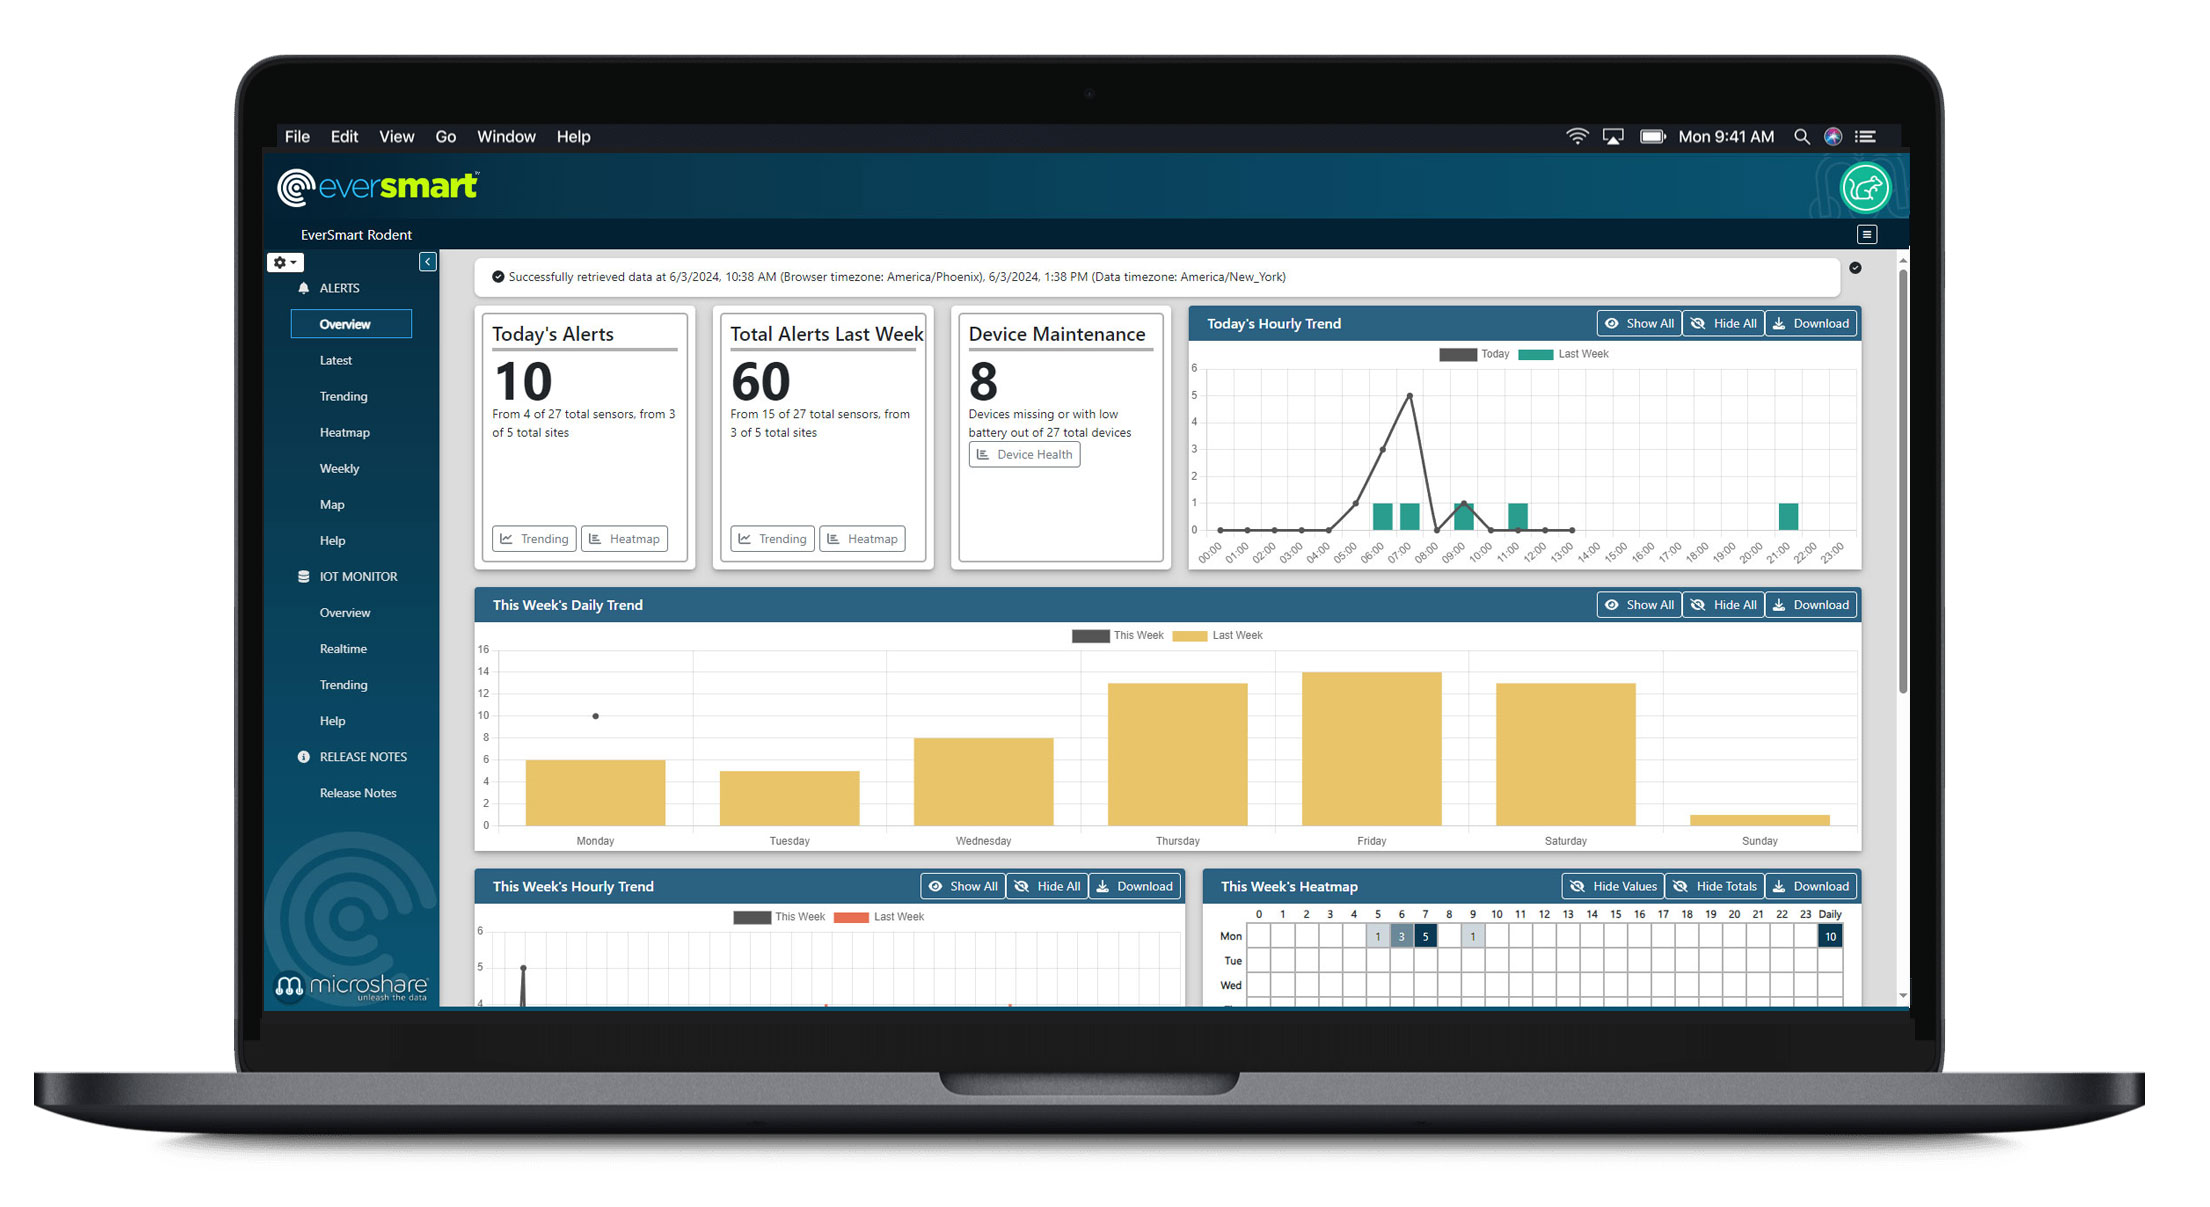 File Edit View Go Window Help
Mon 9:41 AM
eversmart
EverSmart Rodent
ALERTS
Overview
Latest
Trending
Heatmap
Weekly
Map
Help
IOT MONITOR
Overview
Realtime
Trending
Help
RELEASE NOTES
Release Notes
microshare
unleash the data
Successfully retrieved data at 6/3/2024, 10:38 AM (Browser timezone: America/Phoenix), 6/3/2024, 1:38 PM (Data timezone: America/New_York)
Today's Alerts
10
From 4 of 27 total sensors, from 3
of 5 total sites
Trending Heatmap
Total Alerts Last Week
60
From 15 of 27 total sensors, from
3 of 5 total sites
Trending Heatmap
Device Maintenance
8
Devices missing or with low
battery out of 27 total devices
Device Health
Today's Hourly Trend Show All Hide All Download
Today Last Week
6
5
4
3
2
1
0
00:00 01:00 02:00 03:00 04:00 05:00 06:00 07:00 08:00 09:00 10:00 11:00 12:00 13:00 14:00 15:00 16:00 17:00 18:00 19:00 20:00 21:00 22:00 23:00
This Week's Daily Trend Show All Hide All Download
This Week Last Week
16
14
12
10
8
6
4
2
0
Monday Tuesday Wednesday Thursday Friday Saturday Sunday
This Week's Hourly Trend Show All Hide All Download
This Week Last Week
6
5
4
This Week's Heatmap Hide Values Hide Totals Download
0 1 2 3 4 5 6 7 8 9 10 11 12 13 14 15 16 17 18 19 20 21 22 23 Daily
Mon 1 3 5 1 10
Tue
Wed